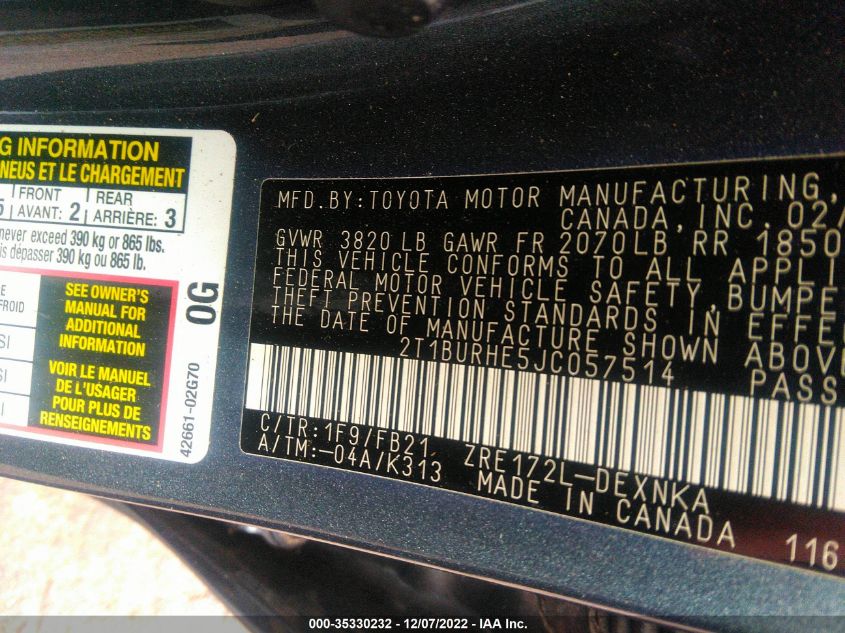 G INFORMATION
NEUS ET LE CHARGEMENT
5 FRONT AVANT: 2 REAR ARRIÈRE: 3
never exceed 390 kg or 865 lbs.
is dépasser 390 kg ou 865 lb.
FROID
SEE OWNER'S
MANUAL FOR
ADDITIONAL
INFORMATION
VOIR LE MANUEL
DE L'USAGER
POUR PLUS DE
RENSEIGNEMENTS
0G
42661-02G70
MFD.BY:TOYOTA MOTOR MANUFACTURING,
CANADA, INC. 02/
GVWR 3820 LB GAWR FR 2070LB RR 1850
THIS VEHICLE CONFORMS TO ALL APPLI
FEDERAL MOTOR VEHICLE SAFETY, BUMPE
THEFT PREVENTION STANDARDS IN EFFE
THE DATE OF MANUFACTURE SHOWN ABOV
2T1BURHE5JC057514 PASS
C/TR:1F9/FB21 ZRE172L-DEXNKA
A/TM:-04A/K313 MADE IN CANADA
116
000-35330232 - 12/07/2022 - IAA Inc.